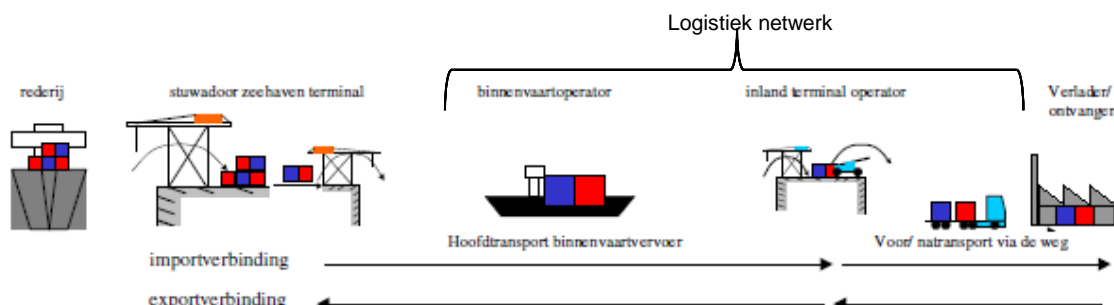 Logistiek netwerk
rederij
stuwadoor zeehaven terminal
binnenvaartoperator
inland terminal operator
Verlader/
ontvanger
Hoofdtransport binnenvaartvervoer
Voor/ natransport via de weg
importverbinding
exportverbinding